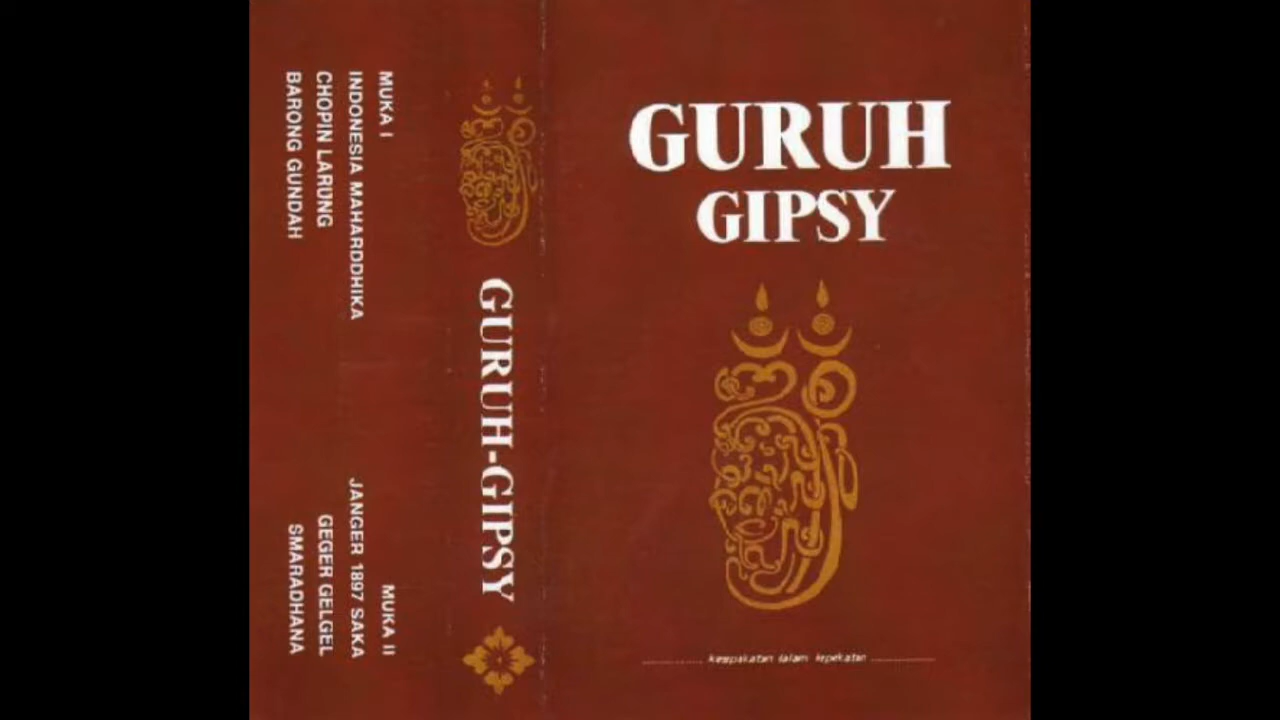 MUKA I
INDONESIA MAHARDDHIKA
CHOPIN LARUNG
BARONG GUNDAH
MUKA II
JANGER 1897 SAKA
GEGER GELGEL
SMARADHANA
GURUH-GIPSY
GURUH
GIPSY
kesepakatan dalam kepekatan